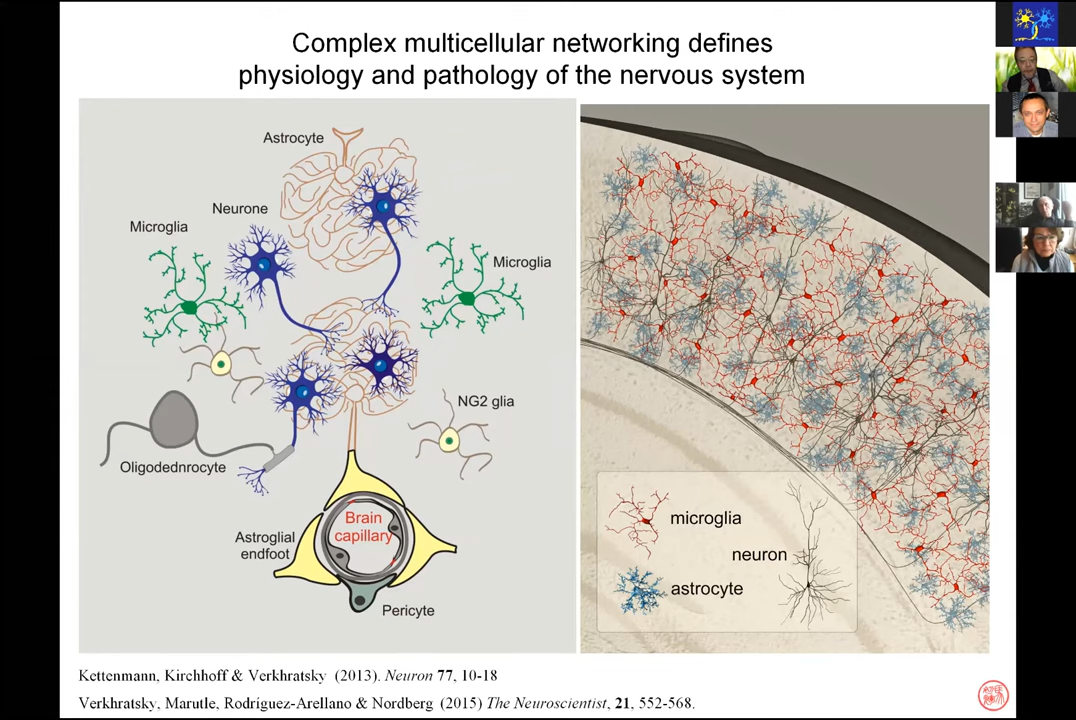 Complex multicellular networking defines
physiology and pathology of the nervous system
Astrocyte
Neurone
Microglia
Microglia
NG2 glia
Oligodednrocyte
Brain
capillary
Astroglial
endfoot
Pericyte
microglia
neuron
astrocyte
Kettenmann, Kirchhoff & Verkhratsky (2013). Neuron 77, 10-18
Verkhratsky, Marutle, Rodríguez-Arellano & Nordberg (2015) The Neuroscientist, 21, 552-568.